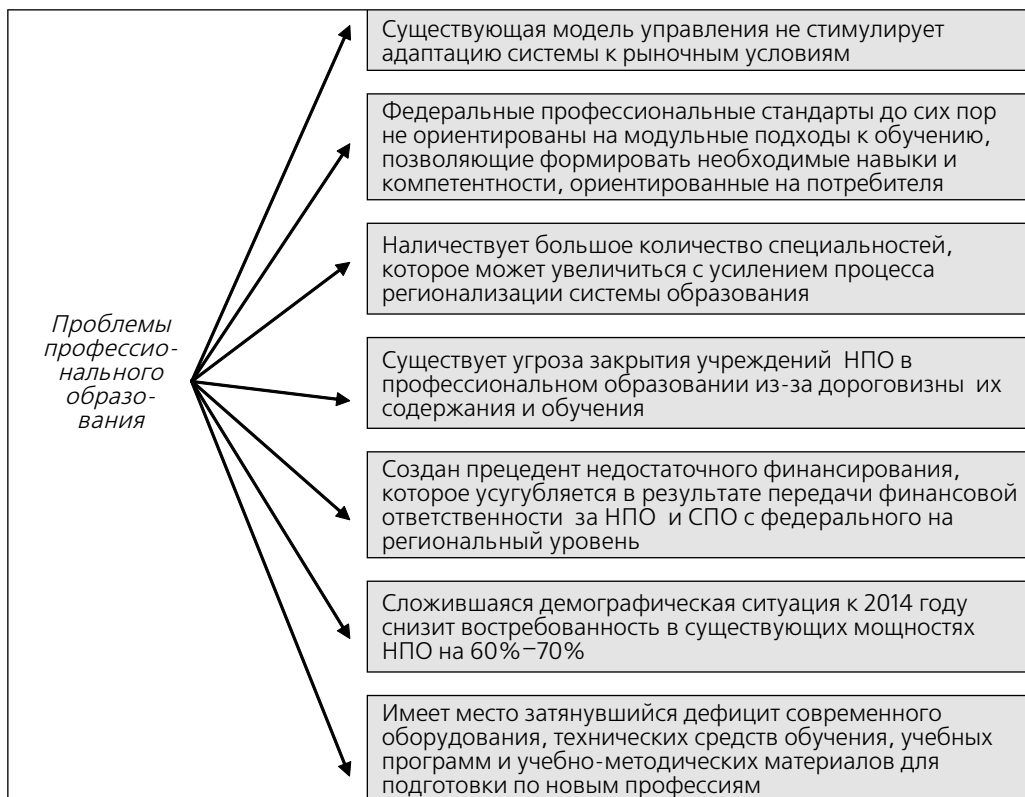 Существующая модель управления не стимулирует
адаптацию системы к рыночным условиям
Федеральные профессиональные стандарты до сих пор
не ориентированы на модульные подходы к обучению,
позволяющие формировать необходимые навыки и
компетентности, ориентированные на потребителя
Наличествует большое количество специальностей,
которое может увеличиться с усилением процесса
регионализации системы образования
Проблемы
профессио-
нального
образо-
вания
Существует угроза закрытия учреждений НПО в
профессиональном образовании из-за дороговизны их
содержания и обучения
Создан прецедент недостаточного финансирования,
которое усугубляется в результате передачи финансовой
ответственности за НПО и СПО с федерального на
региональный уровень
Сложившаяся демографическая ситуация к 2014 году
снизит востребованность в существующих мощностях
НПО на 60%–70%
Имеет место затянувшийся дефицит современного
оборудования, технических средств обучения, учебных
программ и учебно-методических материалов для
подготовки по новым профессиям